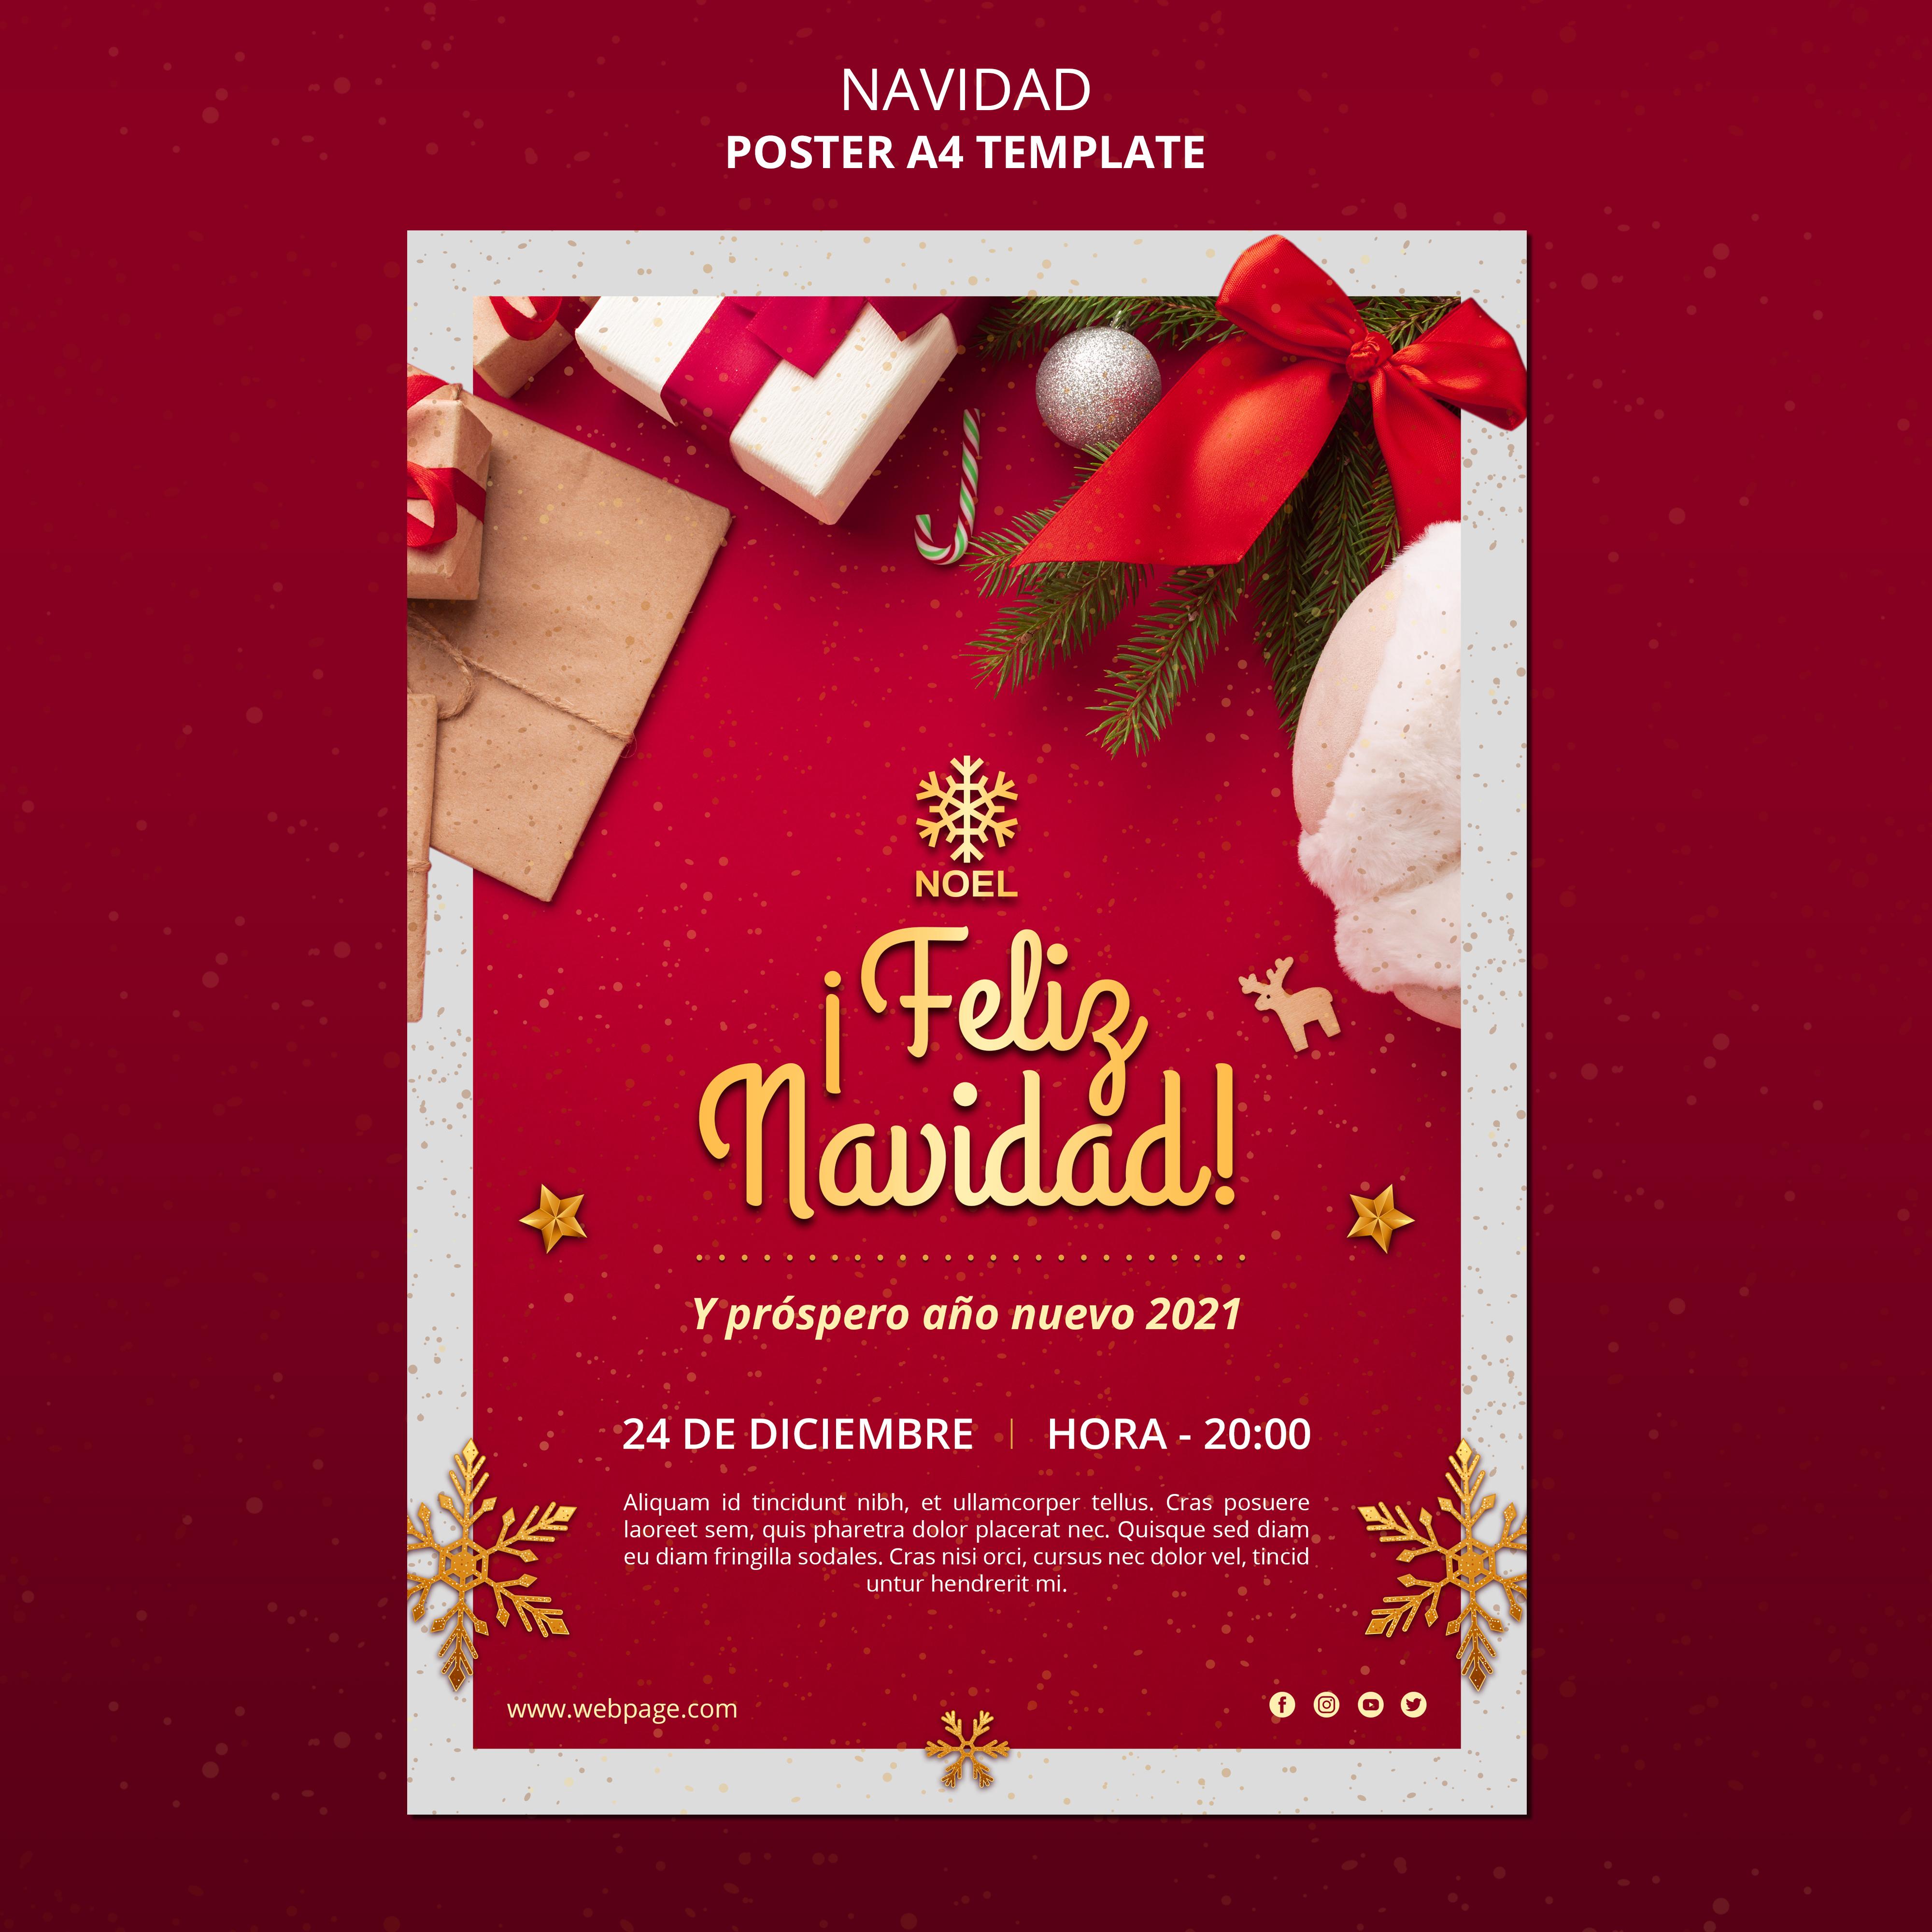 NAVIDAD
POSTER A4 TEMPLATE
NOEL
¡Feliz
Navidad!
Y próspero año nuevo 2021
24 DE DICIEMBRE | HORA - 20:00
Aliquam id tincidunt nibh, et ullamcorper tellus. Cras posuere
laoreet sem, quis pharetra dolor placerat nec. Quisque sed diam
eu diam fringilla sodales. Cras nisi orci, cursus nec dolor vel, tincid
untur hendrerit mi.
www.webpage.com